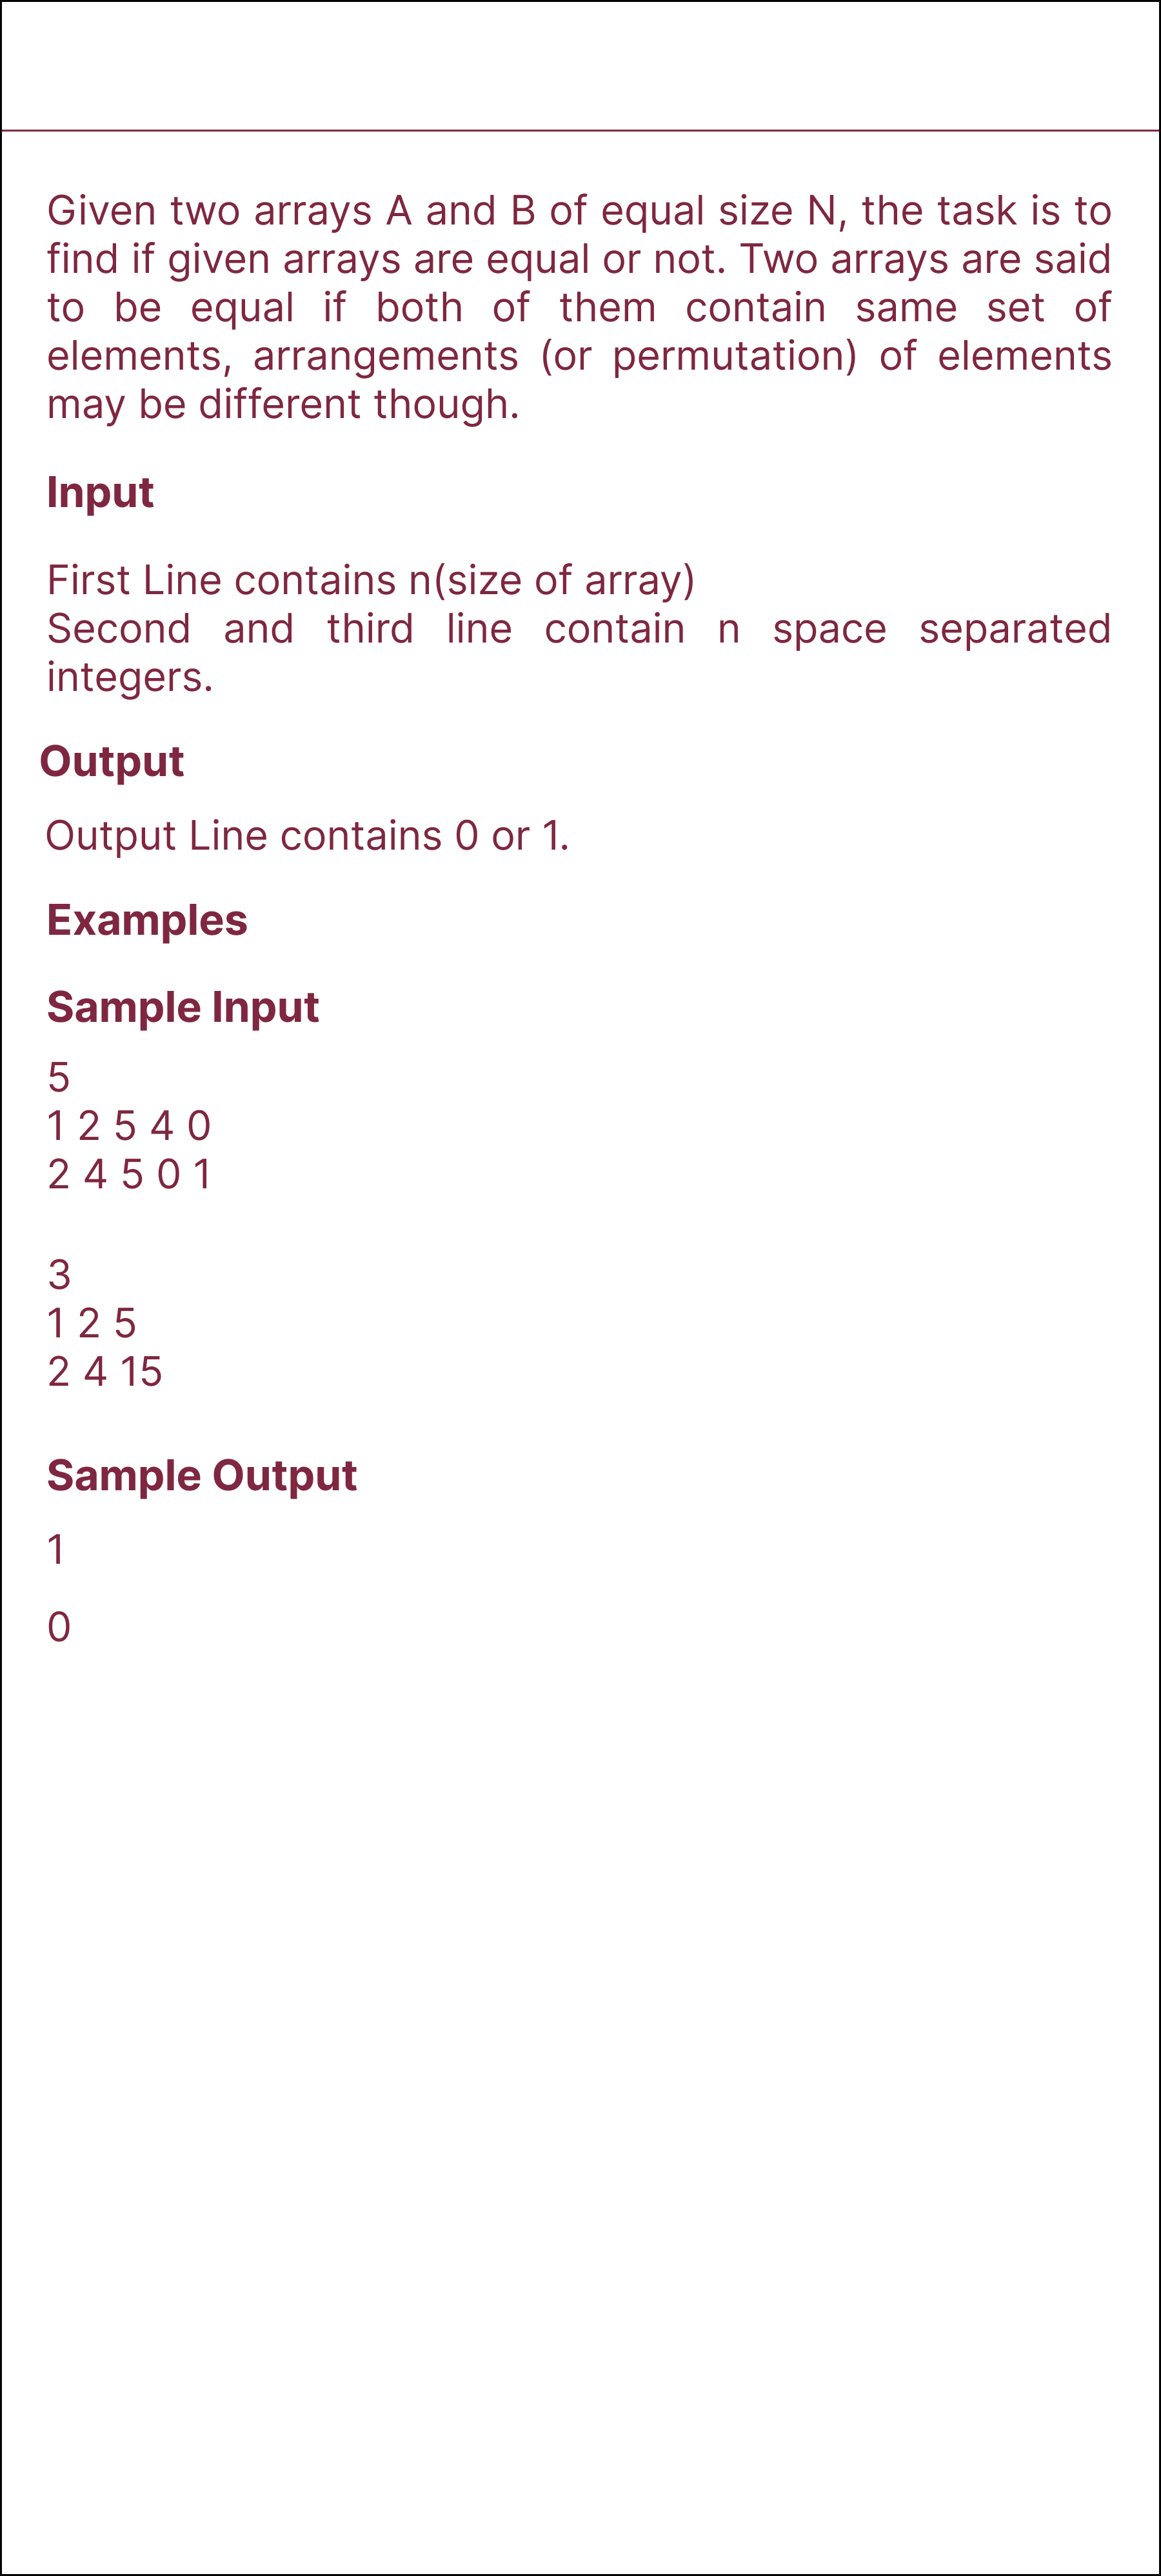 Given two arrays A and B of equal size N, the task is to
find if given arrays are equal or not. Two arrays are said
to be equal if both of them contain same set of
elements, arrangements (or permutation) of elements
may be different though.
Input
First Line contains n(size of array)
Second and third line contain n space separated
integers.
Output
Output Line contains 0 or 1.
Examples
Sample Input
5
1 2 5 4 0
2 4 5 0 1
3
1 2 5
2 4 15
Sample Output
1
0